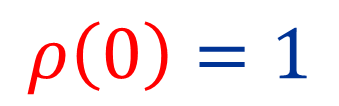 ρ(0) = 1